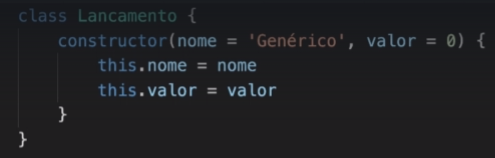 class Lancamento {
constructor(nome = 'Genérico', valor = 0) {
this.nome = nome
this.valor = valor
}
}